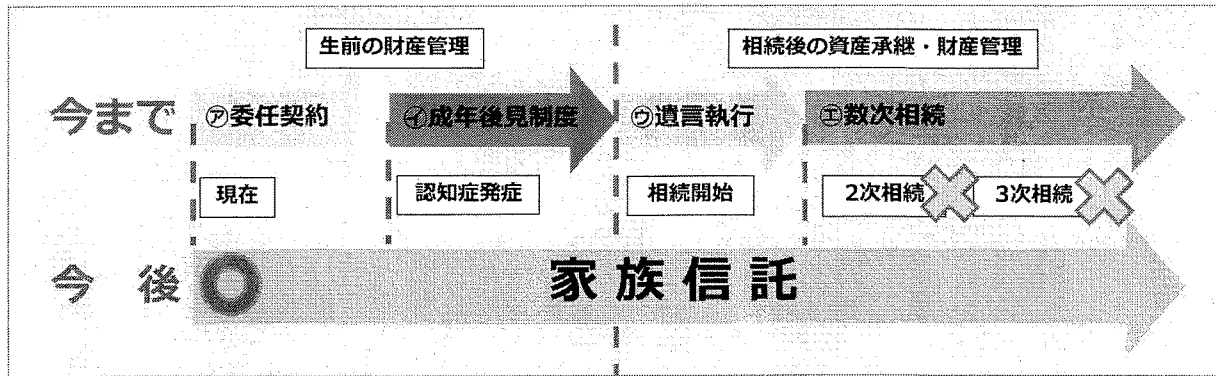 生前の財産管理
相続後の資産承継・財産管理
今まで
㋐委任契約
㋑成年後見制度
㋒遺言執行
㋓数次相続
現在
認知症発症
相続開始
2次相続
3次相続
今 後
家族信託